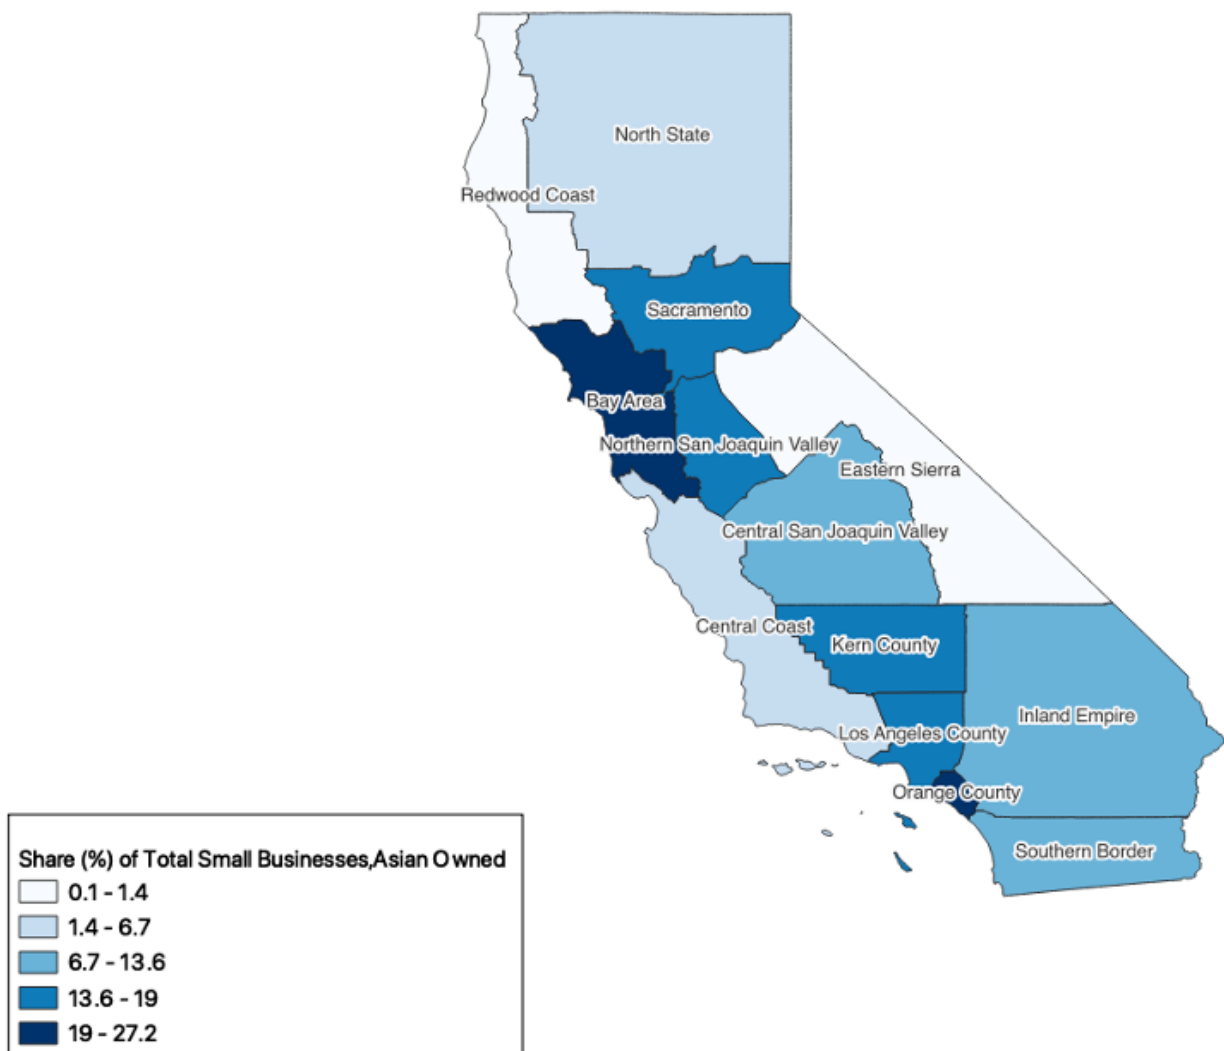 North State
Redwood Coast
Sacramento
Bay Area
Northern San Joaquin Valley
Eastern Sierra
Central San Joaquin Valley
Central Coast
Kern County
Inland Empire
Los Angeles County
Orange County
Southern Border
Share (%) of Total Small Businesses,Asian Owned
0.1 - 1.4
1.4 - 6.7
6.7 - 13.6
13.6 - 19
19 - 27.2